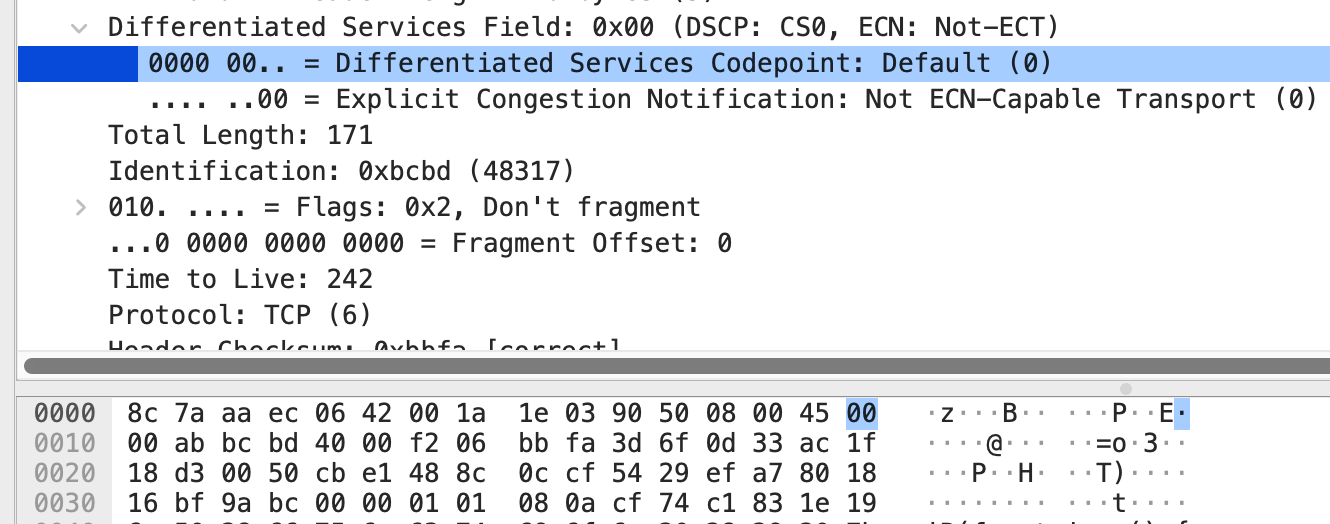 Differentiated Services Field: 0x00 (DSCP: CS0, ECN: Not-ECT)
0000 00.. = Differentiated Services Codepoint: Default (0)
.... ..00 = Explicit Congestion Notification: Not ECN-Capable Transport (0)
Total Length: 171
Identification: 0xbcbd (48317)
010. .... = Flags: 0x2, Don't fragment
...0 0000 0000 0000 = Fragment Offset: 0
Time to Live: 242
Protocol: TCP (6)
Header Checksum: 0xbbfa [correct]
0000 8c 7a aa ec 06 42 00 1a 1e 03 90 50 08 00 45 00 ·z···B·· ···P··E·
0010 00 ab bc bd 40 00 f2 06 bb fa 3d 6f 0d 33 ac 1f ····@··· ··=o·3··
0020 18 d3 00 50 cb e1 48 8c 0c cf 54 29 ef a7 80 18 ···P··H· ··T)····
0030 16 bf 9a bc 00 00 01 01 08 0a cf 74 c1 83 1e 19 ········ ···t····